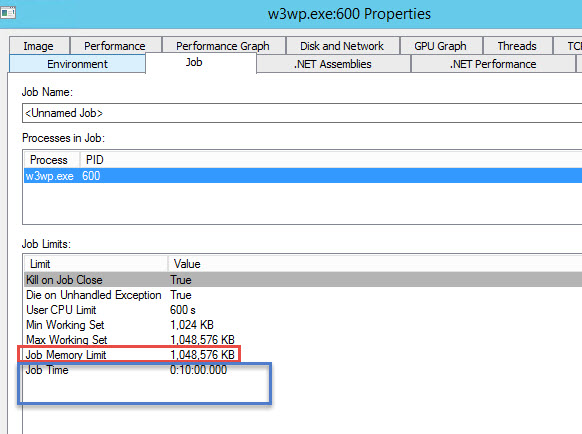 w3wp.exe:600 Properties
Image Performance Performance Graph Disk and Network GPU Graph Threads
Environment Job .NET Assemblies .NET Performance
Job Name:
<Unnamed Job>
Processes in Job:
Process PID
w3wp.exe 600
Job Limits:
Limit Value
Kill on Job Close True
Die on Unhandled Exception True
User CPU Limit 600 s
Min Working Set 1,024 KB
Max Working Set 1,048,576 KB
Job Memory Limit 1,048,576 KB
Job Time 0:10:00.000